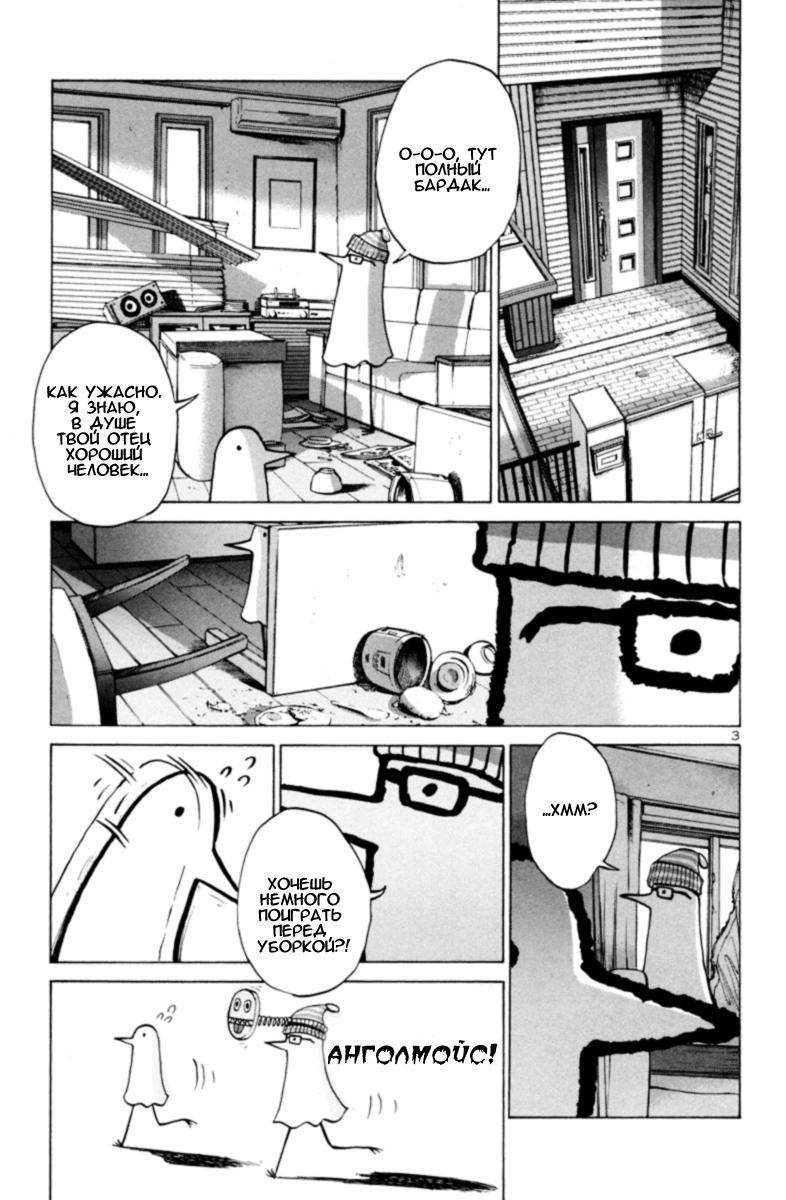 О-О-О, ТУТ
ПОЛНЫЙ
БАРДАК...
КАК УЖАСНО.
Я ЗНАЮ,
В ДУШЕ
ТВОЙ ОТЕЦ
ХОРОШИЙ
ЧЕЛОВЕК...
3
...ХММ?
ХОЧЕШЬ
НЕМНОГО
ПОИГРАТЬ
ПЕРЕД
УБОРКОЙ?!
АНГОЛМОЙС!